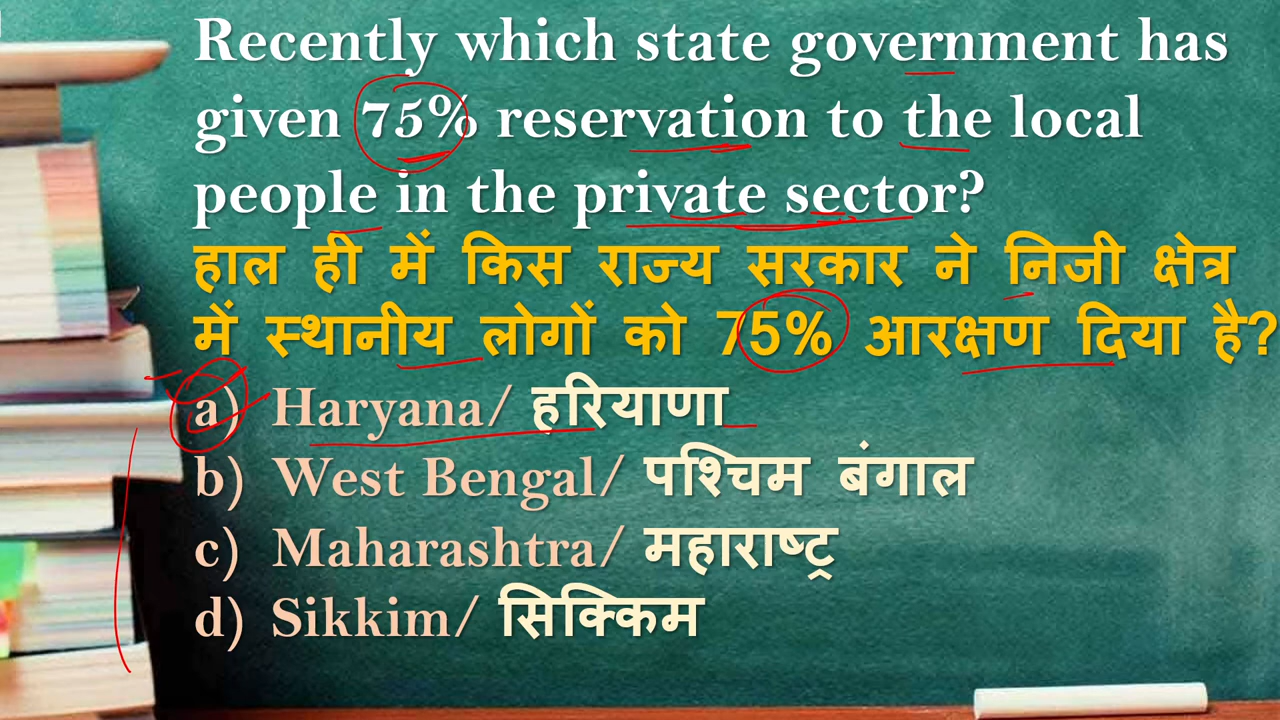 Recently which state government has
given 75% reservation to the local
people in the private sector?
हाल ही में किस राज्य सरकार ने निजी क्षेत्र
में स्थानीय लोगों को 75% आरक्षण दिया है?
a) Haryana/ हरियाणा
b) West Bengal/ पश्चिम बंगाल
c) Maharashtra/ महाराष्ट्र
d) Sikkim/ सिक्किम